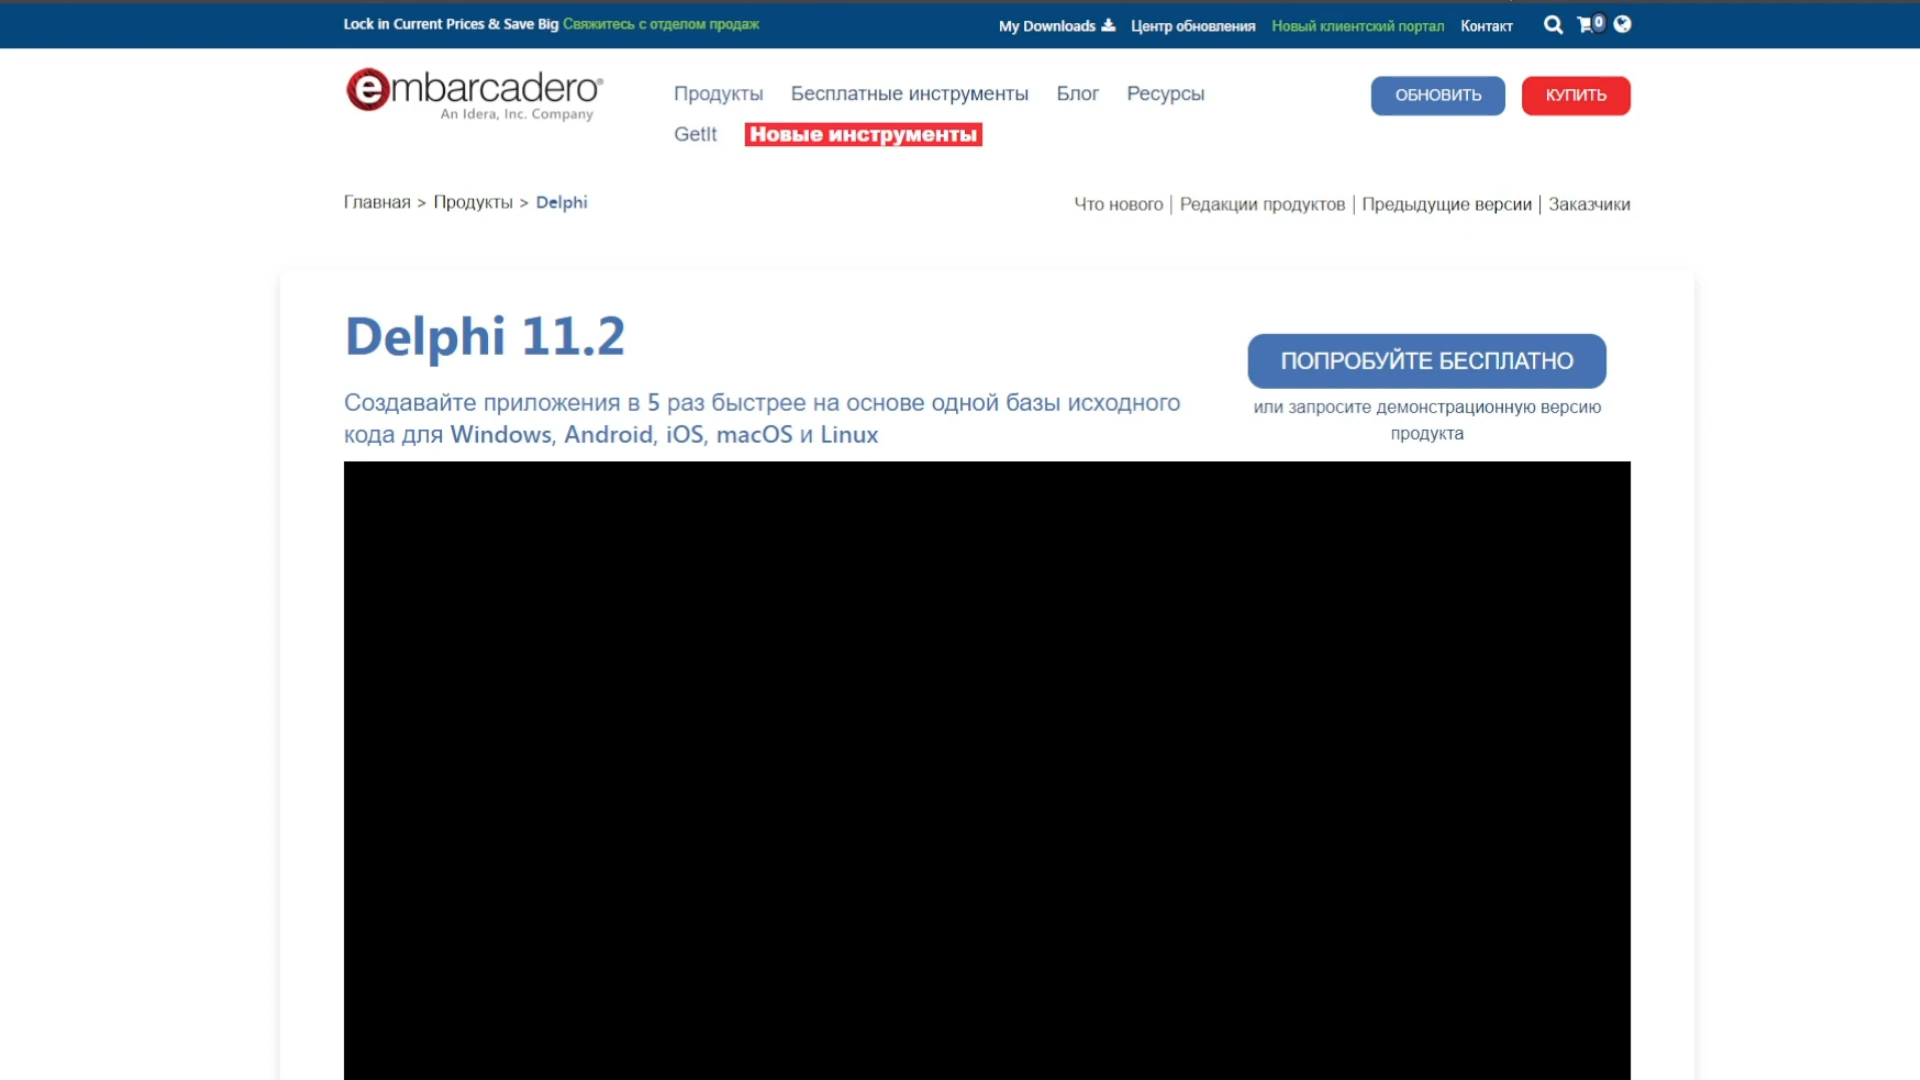 Lock in Current Prices & Save Big Свяжитесь с отделом продаж
My Downloads Центр обновления Новый клиентский портал Контакт 0
embarcadero®
An Idera, Inc. Company
Продукты Бесплатные инструменты Блог Ресурсы
GetIt Новые инструменты
ОБНОВИТЬ КУПИТЬ
Главная > Продукты > Delphi
Что нового | Редакции продуктов | Предыдущие версии | Заказчики
Delphi 11.2
Создавайте приложения в 5 раз быстрее на основе одной базы исходного
кода для Windows, Android, iOS, macOS и Linux
ПОПРОБУЙТЕ БЕСПЛАТНО
или запросите демонстрационную версию
продукта